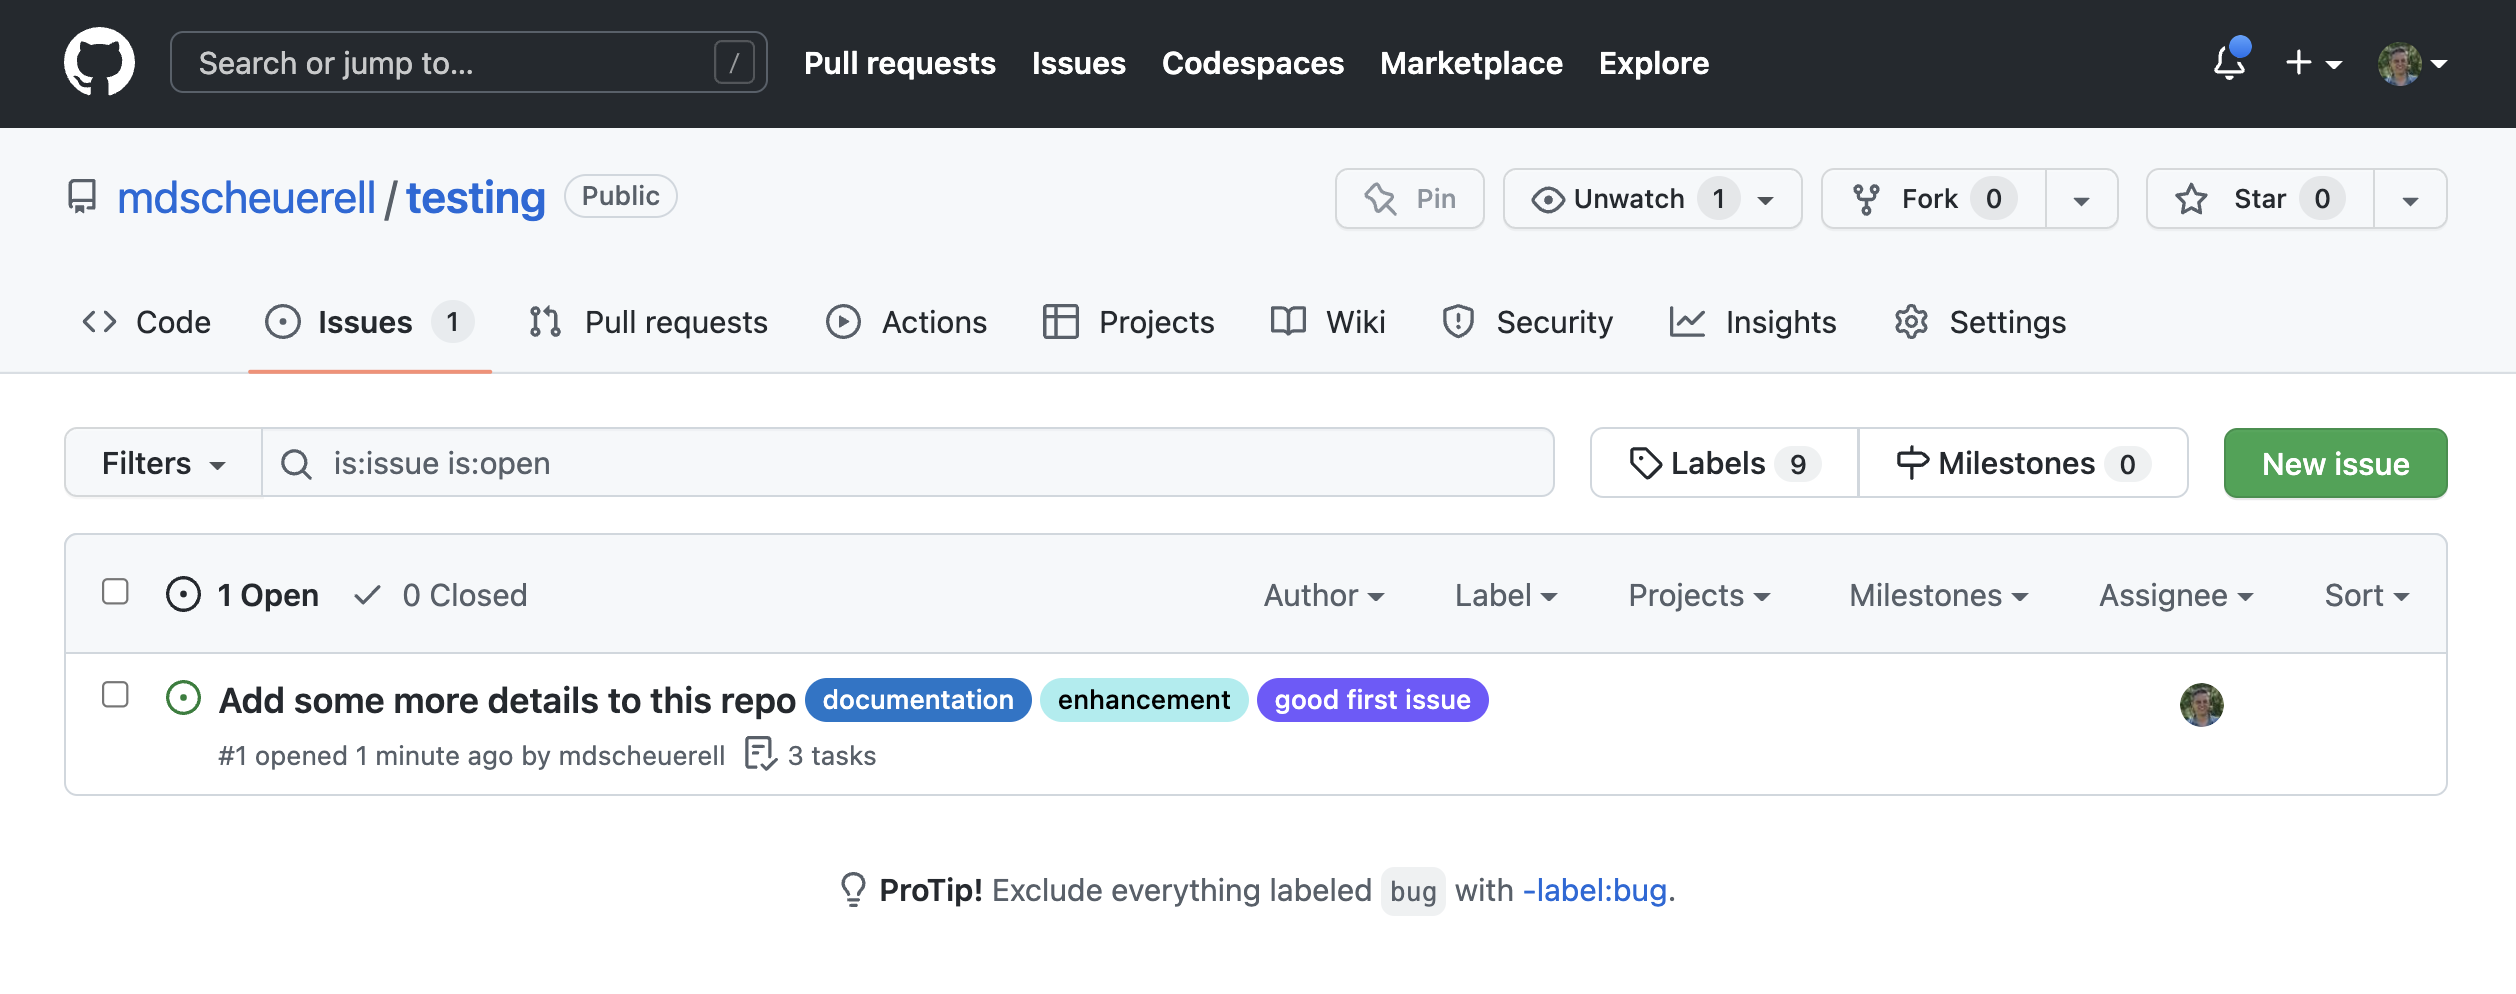 Search or jump to... / Pull requests Issues Codespaces Marketplace Explore
mdscheuerell / testing Public Pin Unwatch 1 Fork 0 Star 0
Code Issues 1 Pull requests Actions Projects Wiki Security Insights Settings
Filters is:issue is:open Labels 9 Milestones 0 New issue
1 Open 0 Closed Author Label Projects Milestones Assignee Sort
Add some more details to this repo documentation enhancement good first issue
#1 opened 1 minute ago by mdscheuerell 3 tasks
ProTip! Exclude everything labeled bug with -label:bug.